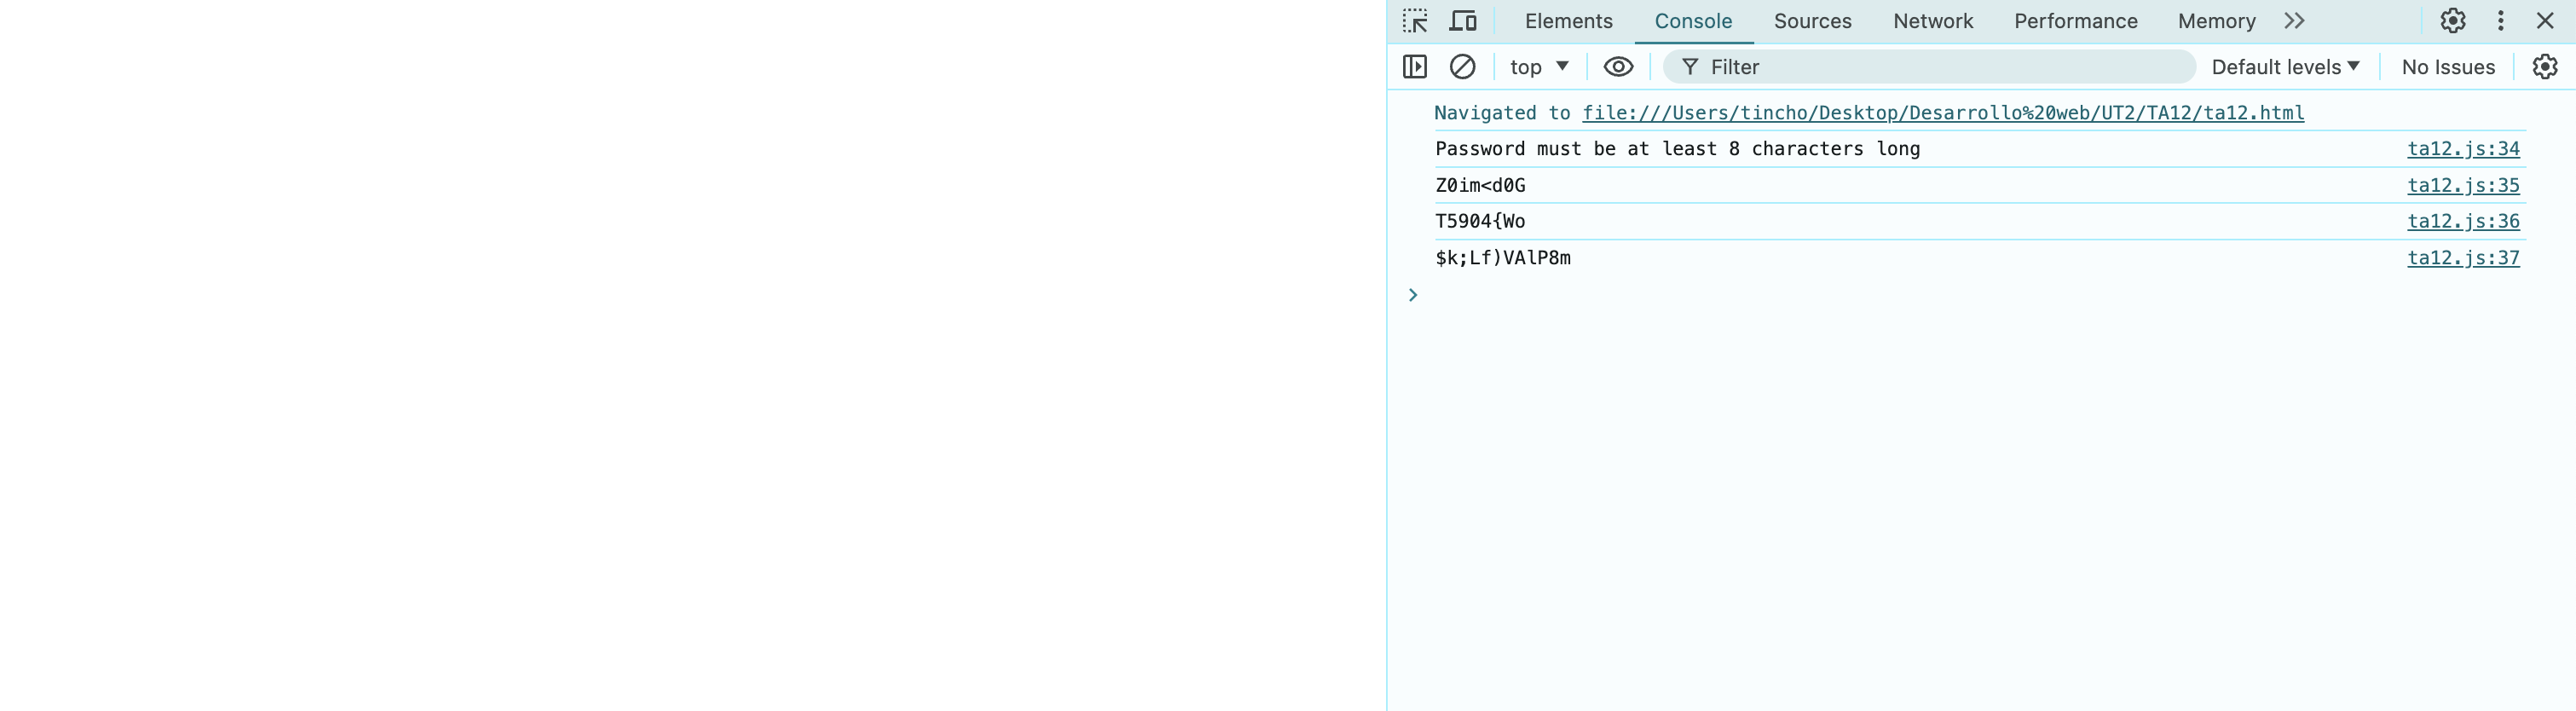 Elements Console Sources Network Performance Memory
top Filter Default levels No Issues
Navigated to file:///Users/tincho/Desktop/Desarrollo%20web/UT2/TA12/ta12.html
Password must be at least 8 characters long ta12.js:34
Z0im<d0G ta12.js:35
T5904{Wo ta12.js:36
$k;Lf)VAlP8m ta12.js:37